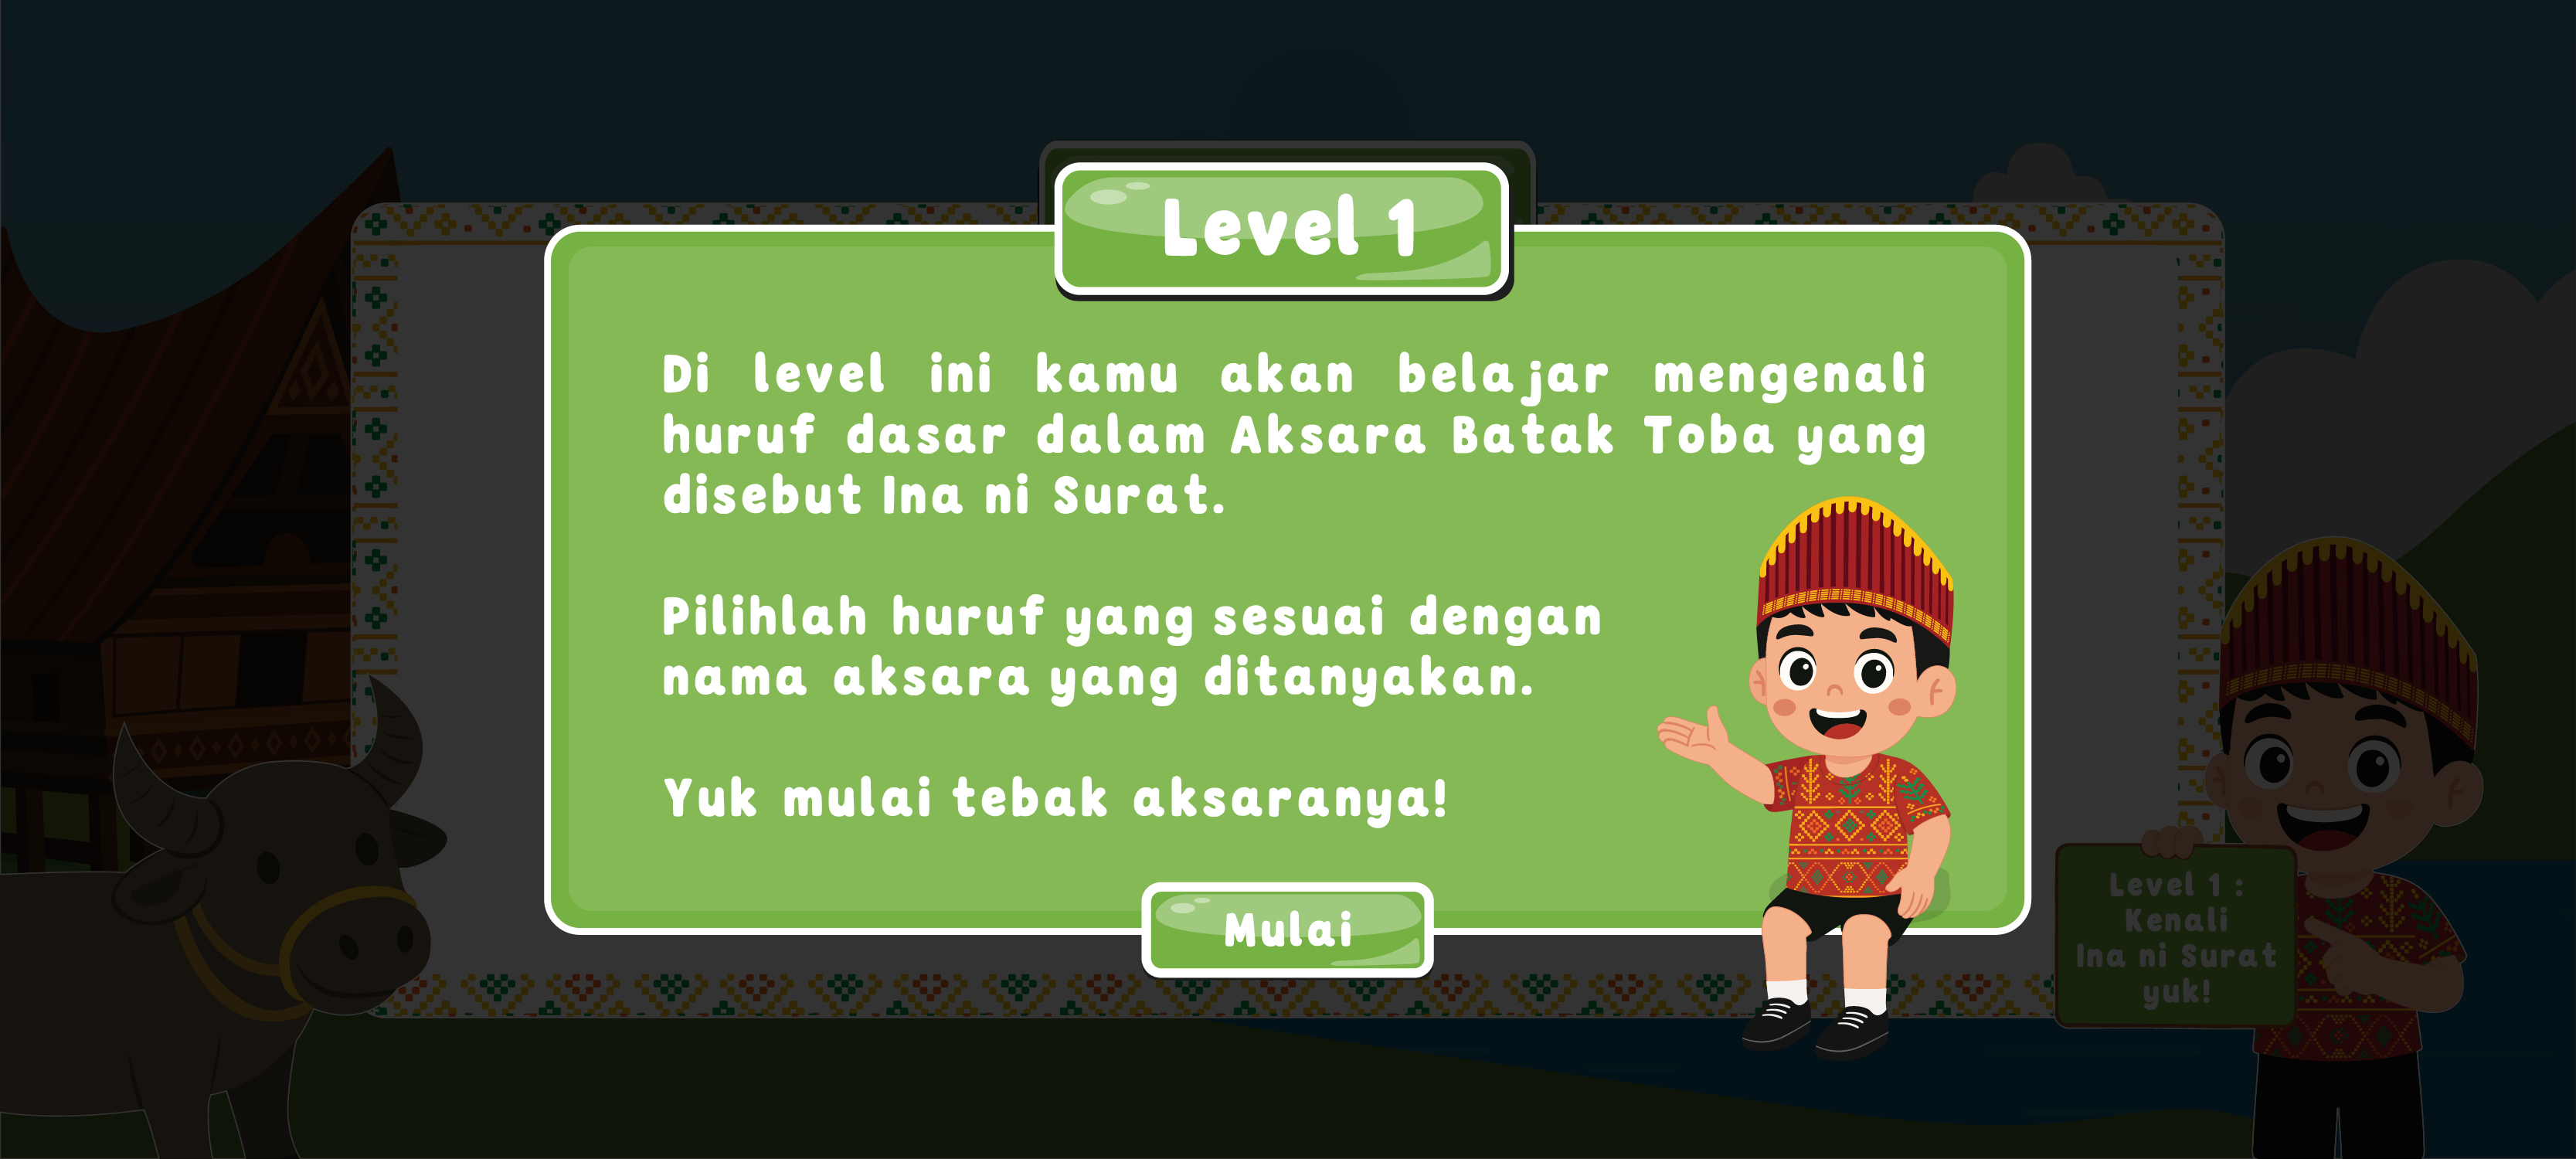 Level 1
Di level ini kamu akan belajar mengenali
huruf dasar dalam Aksara Batak Toba yang
disebut Ina ni Surat.
Pilihlah huruf yang sesuai dengan
nama aksara yang ditanyakan.
Yuk mulai tebak aksaranya!
Mulai
Level 1 :
Kenali
Ina ni Surat
yuk!